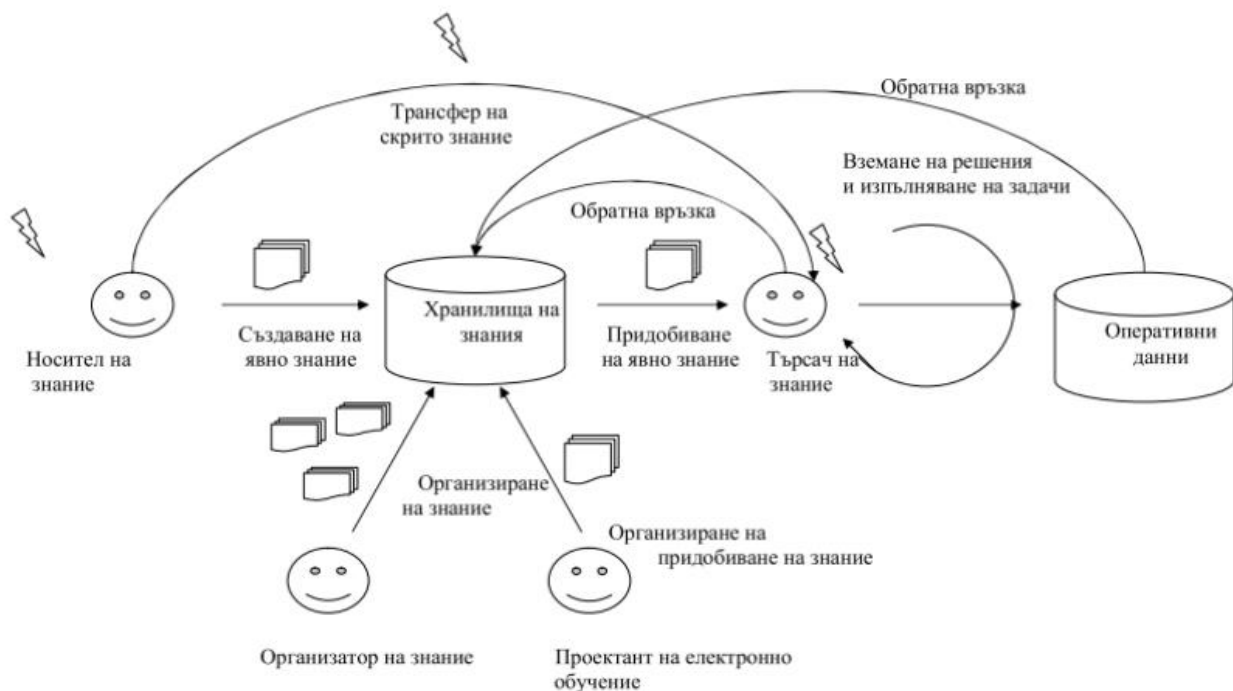 Обратна връзка
Трансфер на
скрито знание
Вземане на решения
и изпълняване на задачи
Обратна връзка
Хранилища на
знания
Създаване на
явно знание
Придобиване
на явно знание
Носител на
знание
Търсач на
знание
Оперативни
данни
Организиране
на знание
Организиране на
придобиване на знание
Организатор на знание
Проектант на електронно
обучение